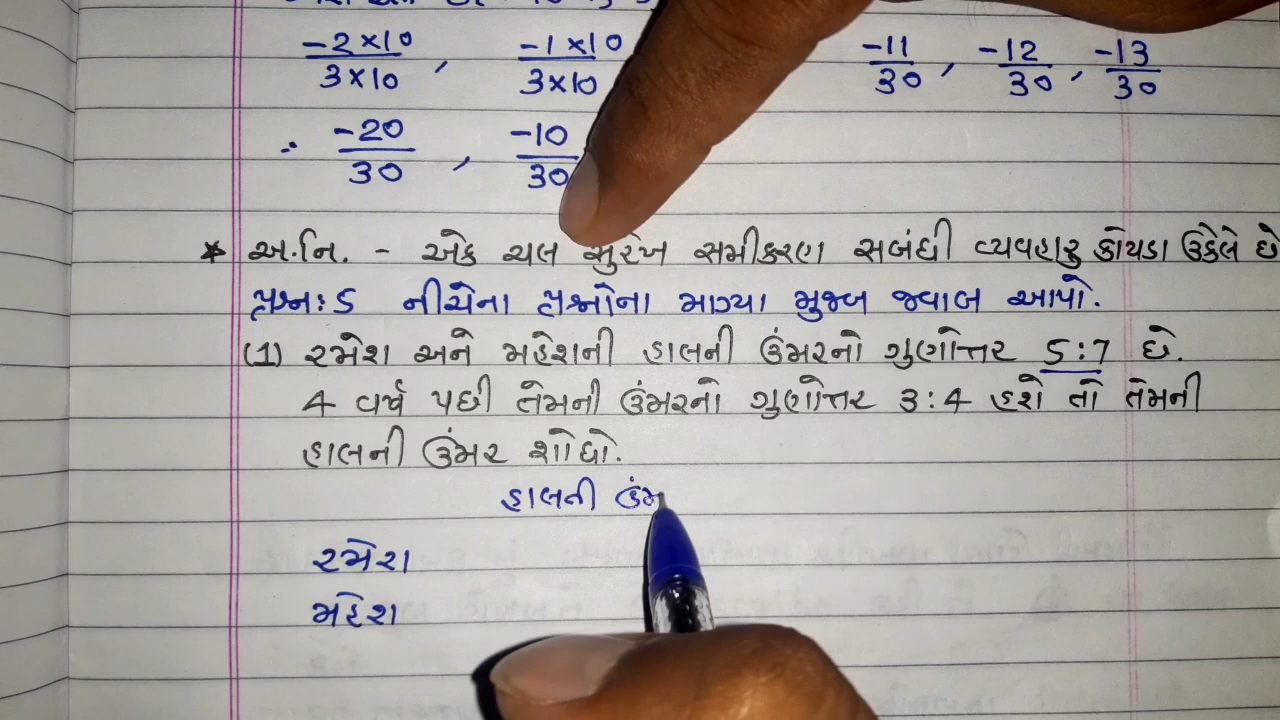 -2×10/3×10 , -1×10/3×10 -11/30 , -12/30 , -13/30
∴ -20/30 , -10/30
* અ.નિ. - એક ચલ સુરેખ સમીકરણ સબંધી વ્યવહારુ કોયડા ઉકેલે છે
પ્રશ્ન: 5 નીચેના પ્રશ્નોના માગ્યા મુજબ જવાબ આપો.
(1) રમેશ અને મહેશની હાલની ઉંમરનો ગુણોત્તર 5:7 છે.
4 વર્ષ પછી તેમની ઉંમરનો ગુણોત્તર 3:4 હશે તો તેમની
હાલની ઉંમર શોધો.
હાલની ઉંમ
રમેશ
મહેશ